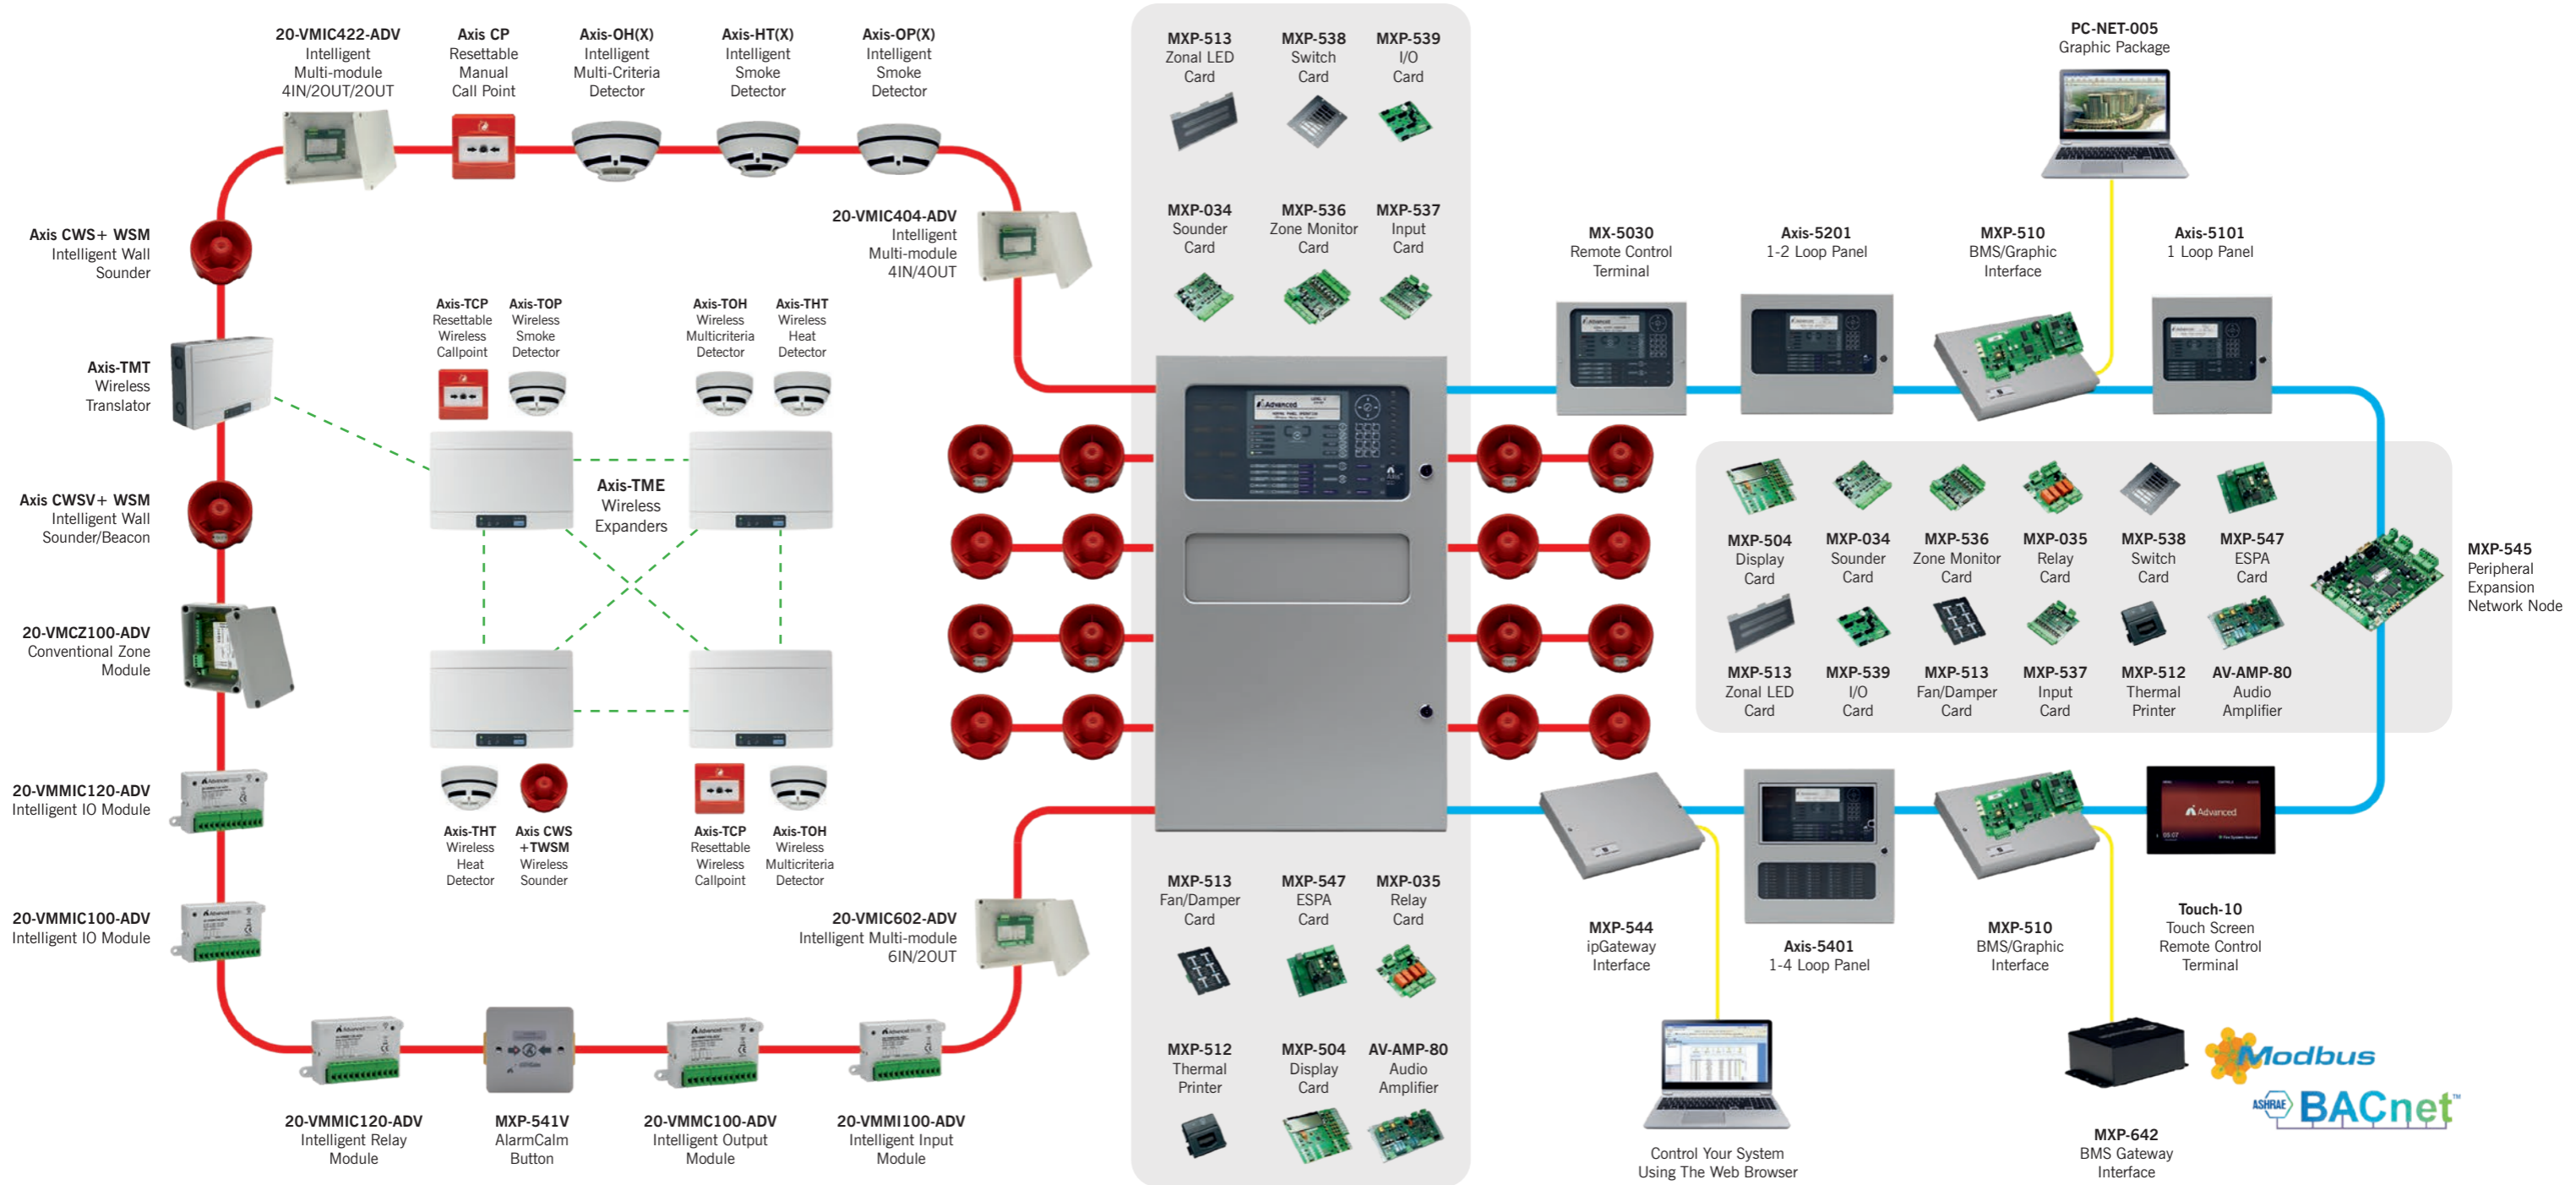 20-VMIC422-ADV
Intelligent
Multi-module
4IN/2OUT/2OUT
Axis CP
Resettable
Manual
Call Point
Axis-OH(X)
Intelligent
Multi-Criteria
Detector
Axis-HT(X)
Intelligent
Smoke
Detector
Axis-OP(X)
Intelligent
Smoke
Detector
20-VMIC404-ADV
Intelligent
Multi-module
4IN/4OUT
Axis CWS+ WSM
Intelligent Wall
Sounder
Axis-TMT
Wireless
Translator
Axis CWSV+ WSM
Intelligent Wall
Sounder/Beacon
20-VMCZ100-ADV
Conventional Zone
Module
20-VMMIC120-ADV
Intelligent IO Module
20-VMMIC100-ADV
Intelligent IO Module
Axis-TCP
Resettable
Wireless
Callpoint
Axis-TOP
Wireless
Smoke
Detector
Axis-TOH
Wireless
Multicriteria
Detector
Axis-THT
Wireless
Heat
Detector
Axis-TME
Wireless
Expanders
Axis-THT
Wireless
Heat
Detector
Axis CWS
+TWSM
Wireless
Sounder
Axis-TCP
Resettable
Wireless
Callpoint
Axis-TOH
Wireless
Multicriteria
Detector
20-VMIC602-ADV
Intelligent Multi-module
6IN/2OUT
20-VMMIC120-ADV
Intelligent Relay
Module
MXP-541V
AlarmCalm
Button
20-VMMC100-ADV
Intelligent Output
Module
20-VMMI100-ADV
Intelligent Input
Module
MXP-513
Zonal LED
Card
MXP-538
Switch
Card
MXP-539
I/O
Card
MXP-034
Sounder
Card
MXP-536
Zone Monitor
Card
MXP-537
Input
Card
Advanced
MXP-513
Fan/Damper
Card
MXP-547
ESPA
Card
MXP-035
Relay
Card
MXP-512
Thermal
Printer
MXP-504
Display
Card
AV-AMP-80
Audio
Amplifier
PC-NET-005
Graphic Package
MX-5030
Remote Control
Terminal
Axis-5201
1-2 Loop Panel
MXP-510
BMS/Graphic
Interface
Axis-5101
1 Loop Panel
MXP-504
Display
Card
MXP-034
Sounder
Card
MXP-536
Zone Monitor
Card
MXP-035
Relay
Card
MXP-538
Switch
Card
MXP-547
ESPA
Card
MXP-513
Zonal LED
Card
MXP-539
I/O
Card
MXP-513
Fan/Damper
Card
MXP-537
Input
Card
MXP-512
Thermal
Printer
AV-AMP-80
Audio
Amplifier
MXP-545
Peripheral
Expansion
Network Node
MXP-544
ipGateway
Interface
Axis-5401
1-4 Loop Panel
MXP-510
BMS/Graphic
Interface
Advanced
05:07
Touch-10
Touch Screen
Remote Control
Terminal
Control Your System
Using The Web Browser
MXP-642
BMS Gateway
Interface
Modbus
ASHRAE BACnet™